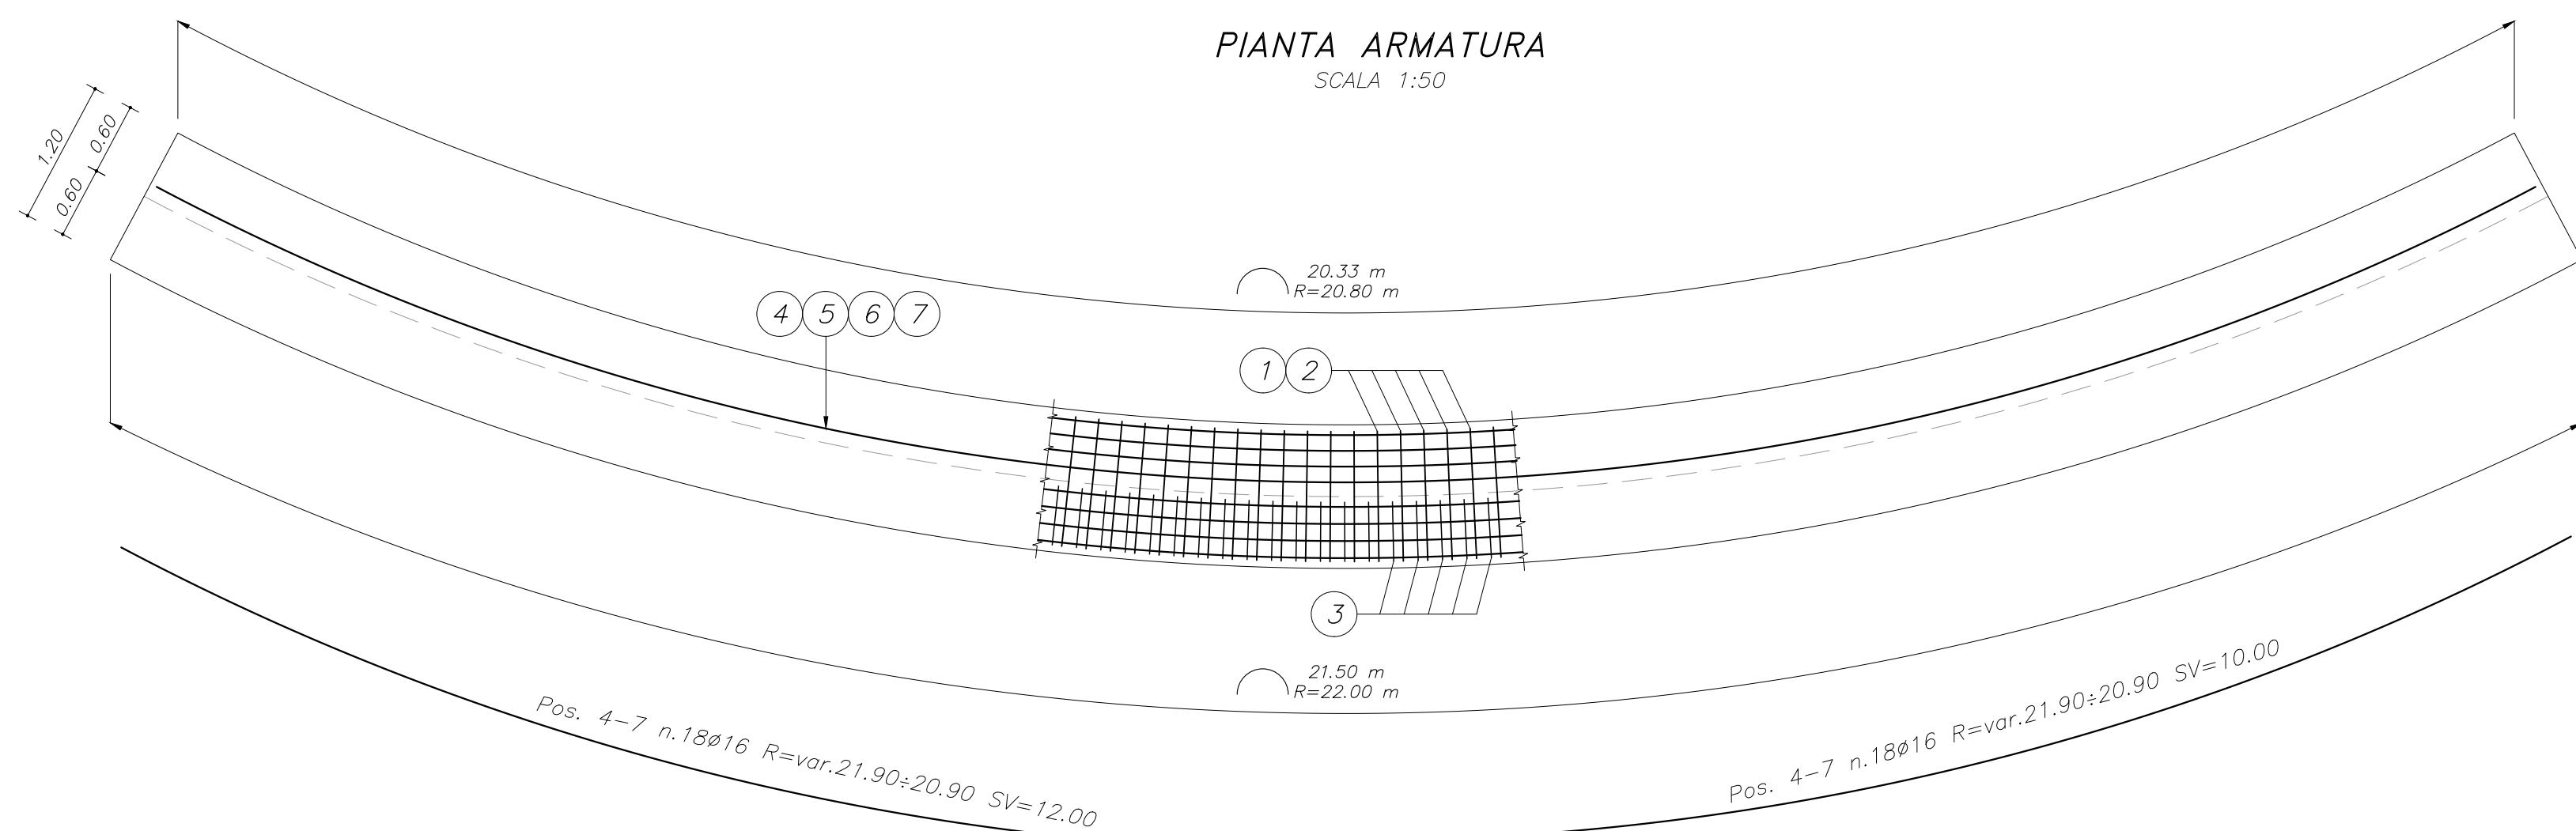 PIANTA ARMATURA
SCALA 1:50
1.20
0.60
0.60
20.33 m
R=20.80 m
4 5 6 7
1 2
3
21.50 m
R=22.00 m
Pos. 4-7 n.18ø16 R=var.21.90÷20.90 SV=12.00
Pos. 4-7 n.18ø16 R=var.21.90÷20.90 SV=10.00